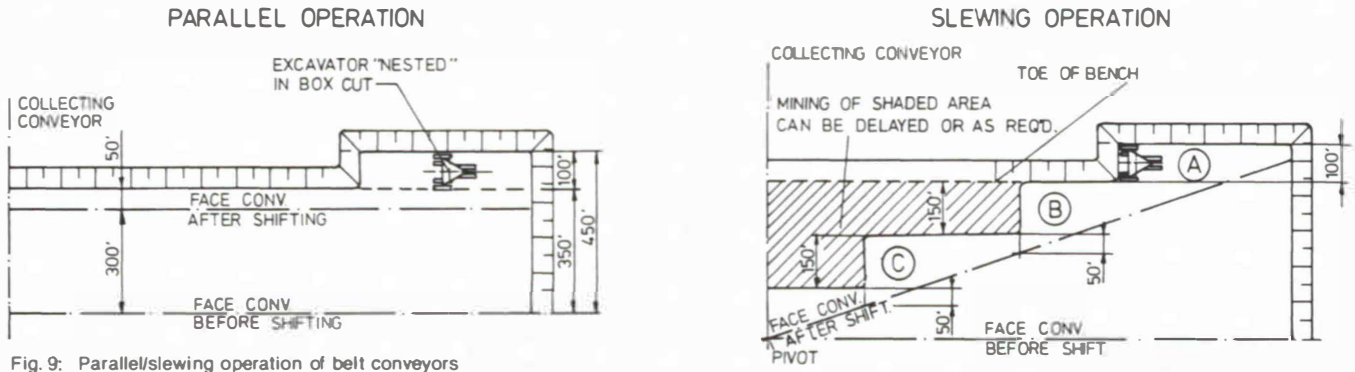 PARALLEL OPERATION
EXCAVATOR "NESTED"
IN BOX CUT
COLLECTING
CONVEYOR
50'
FACE CONV.
AFTER SHIFTING
300'
100'
350'
450'
FACE CONV.
BEFORE SHIFTING
Fig. 9: Parallel/slewing operation of belt conveyors
SLEWING OPERATION
COLLECTING CONVEYOR
TOE OF BENCH
MINING OF SHADED AREA
CAN BE DELAYED OR AS REQ'D.
A
100'
150'
B
50'
150'
C
50'
FACE CONV.
AFTER SHIFT.
PIVOT
FACE CONV.
BEFORE SHIFT